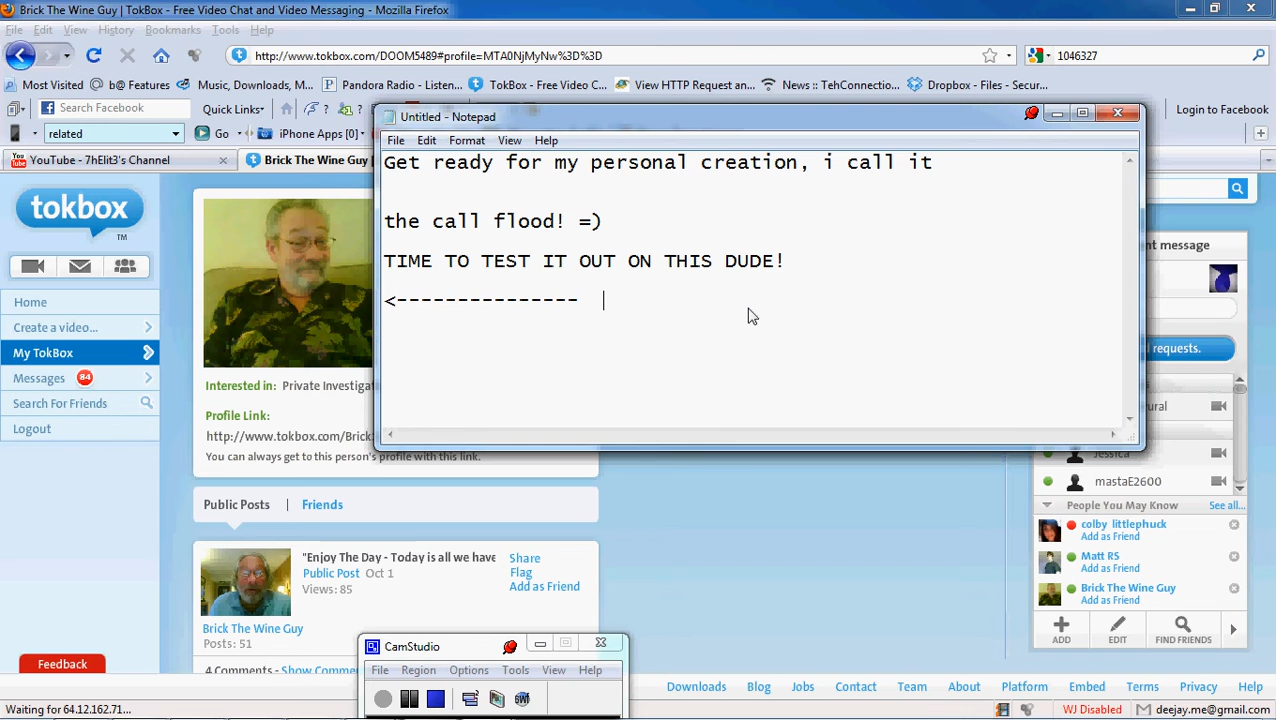 Brick The Wine Guy | TokBox - Free Video Chat and Video Messaging - Mozilla Firefox
File Edit View History Bookmarks Tools Help
http://www.tokbox.com/DOOM5489#profile=MTA0NjMyNw%3D%3D
1046327
Most Visited
b@ Features
Music, Downloads, M...
Pandora Radio - Listen...
TokBox - Free Video C...
View HTTP Request an...
News :: TehConnectio...
Dropbox - Files - Secur...
Search Facebook
Quick Links
Login to Facebook
related
Go
iPhone Apps [0]
YouTube - 7hElit3's Channel
Brick The Wine Guy |
Untitled - Notepad
File Edit Format View Help
Get ready for my personal creation, i call it
the call flood! =)
TIME TO TEST IT OUT ON THIS DUDE!
<---------------
tokbox
TM
Home
Create a video...
My TokBox
Messages 84
Search For Friends
Logout
Feedback
Interested in: Private Investigat
Profile Link:
http://www.tokbox.com/Brick
You can always get to this person's profile with this link.
Public Posts | Friends
"Enjoy The Day - Today is all we have
Public Post Oct 1
Views: 85
Share
Flag
Add as Friend
Brick The Wine Guy
Posts: 51
4 Comments - Show Comme
nt message
requests.
ural
Jessica
mastaE2600
People You May Know See all...
colby littlephuck
Add as Friend
Matt RS
Add as Friend
Brick The Wine Guy
Add as Friend
ADD
EDIT
FIND FRIENDS
CamStudio
File Region Options Tools View Help
Downloads Blog Jobs Contact Team About Platform Embed Terms Privacy Help
Waiting for 64.12.162.71...
WJ Disabled
deejay.me@gmail.com